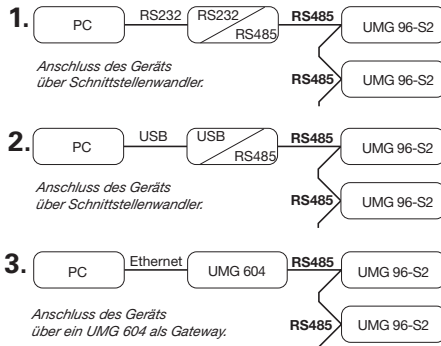 1. PC RS232 RS232 RS485 RS485 UMG 96-S2
Anschluss des Geräts
über Schnittstellenwandler.
RS485 UMG 96-S2
2. PC USB USB RS485 RS485 UMG 96-S2
Anschluss des Geräts
über Schnittstellenwandler.
RS485 UMG 96-S2
3. PC Ethernet UMG 604 RS485 UMG 96-S2
Anschluss des Geräts
über ein UMG 604 als Gateway.
RS485 UMG 96-S2